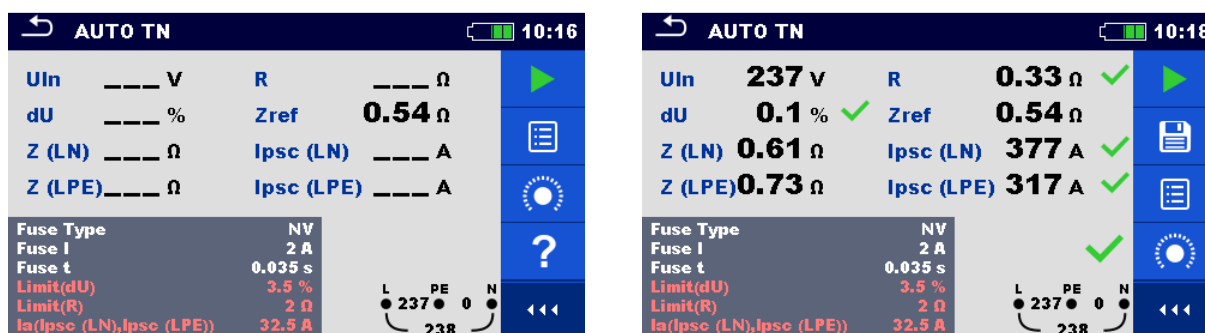 AUTO TN 10:16
Uln ___ V R ___ Ω
dU ___ % Zref 0.54 Ω
Z (LN) ___ Ω Ipsc (LN) ___ A
Z (LPE) ___ Ω Ipsc (LPE) ___ A
Fuse Type NV
Fuse I 2 A
Fuse t 0.035 s
Limit(dU) 3.5 %
Limit(R) 2 Ω
Ia(Ipsc (LN),Ipsc (LPE)) 32.5 A
?
L PE N
237 0
238
AUTO TN 10:18
Uln 237 V R 0.33 Ω
dU 0.1 % Zref 0.54 Ω
Z (LN) 0.61 Ω Ipsc (LN) 377 A
Z (LPE) 0.73 Ω Ipsc (LPE) 317 A
Fuse Type NV
Fuse I 2 A
Fuse t 0.035 s
Limit(dU) 3.5 %
Limit(R) 2 Ω
Ia(Ipsc (LN),Ipsc (LPE)) 32.5 A
L PE N
237 0
238